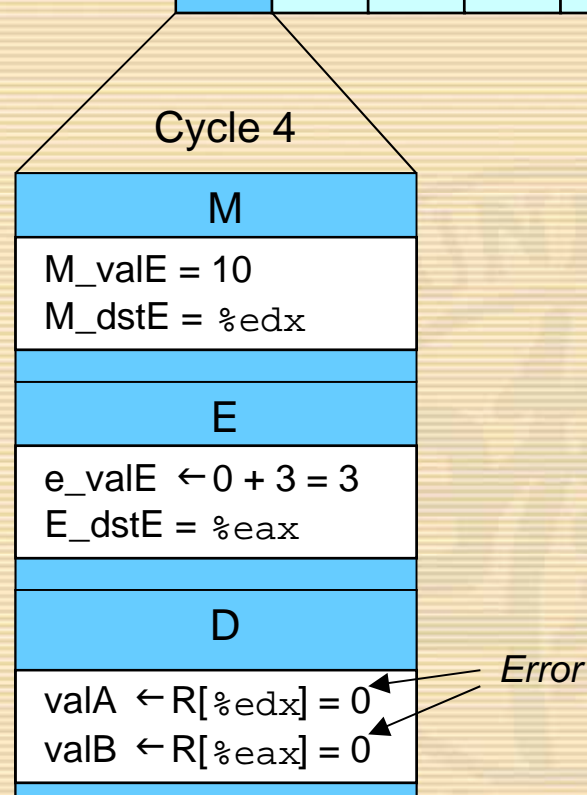 Cycle 4
M
M_valE = 10
M_dstE = %edx
E
e_valE ← 0 + 3 = 3
E_dstE = %eax
D
valA ← R[%edx] = 0
Error
valB ← R[%eax] = 0